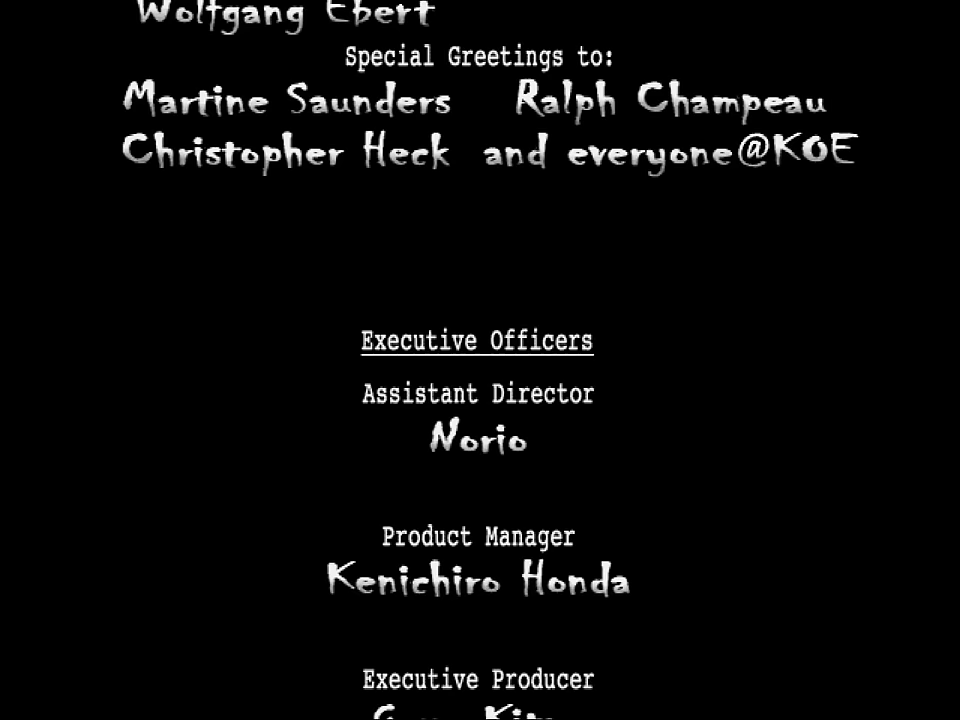 Wolfgang Ebert
Special Greetings to:
Martine Saunders Ralph Champeau
Christopher Heck and everyone@KOE
Executive Officers
Assistant Director
Norio
Product Manager
Kenichiro Honda
Executive Producer